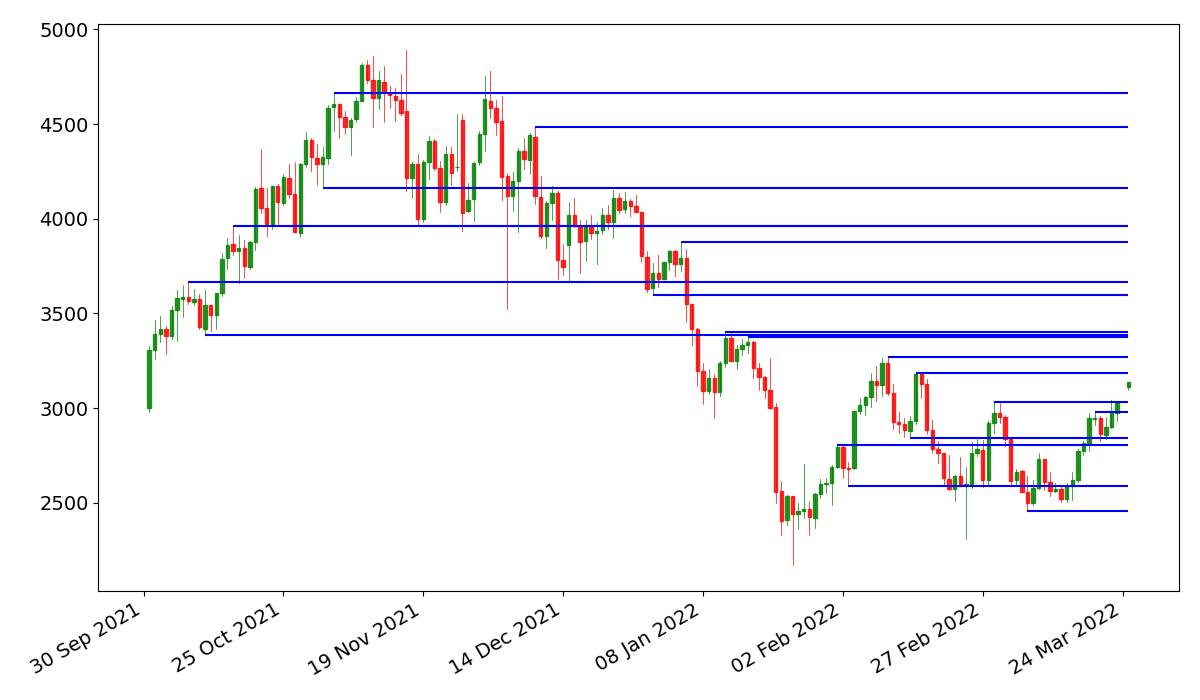 5000
4500
4000
3500
3000
2500
30 Sep 2021
25 Oct 2021
19 Nov 2021
14 Dec 2021
08 Jan 2022
02 Feb 2022
27 Feb 2022
24 Mar 2022